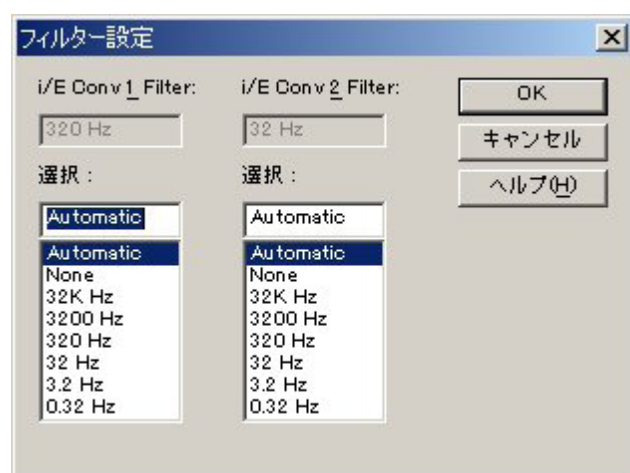 フィルター設定
i/E Conv 1 Filter:
320 Hz
選択：
Automatic
Automatic
None
32K Hz
3200 Hz
320 Hz
32 Hz
3.2 Hz
0.32 Hz
i/E Conv 2 Filter:
32 Hz
選択：
Automatic
Automatic
None
32K Hz
3200 Hz
320 Hz
32 Hz
3.2 Hz
0.32 Hz
OK
キャンセル
ヘルプ(H)